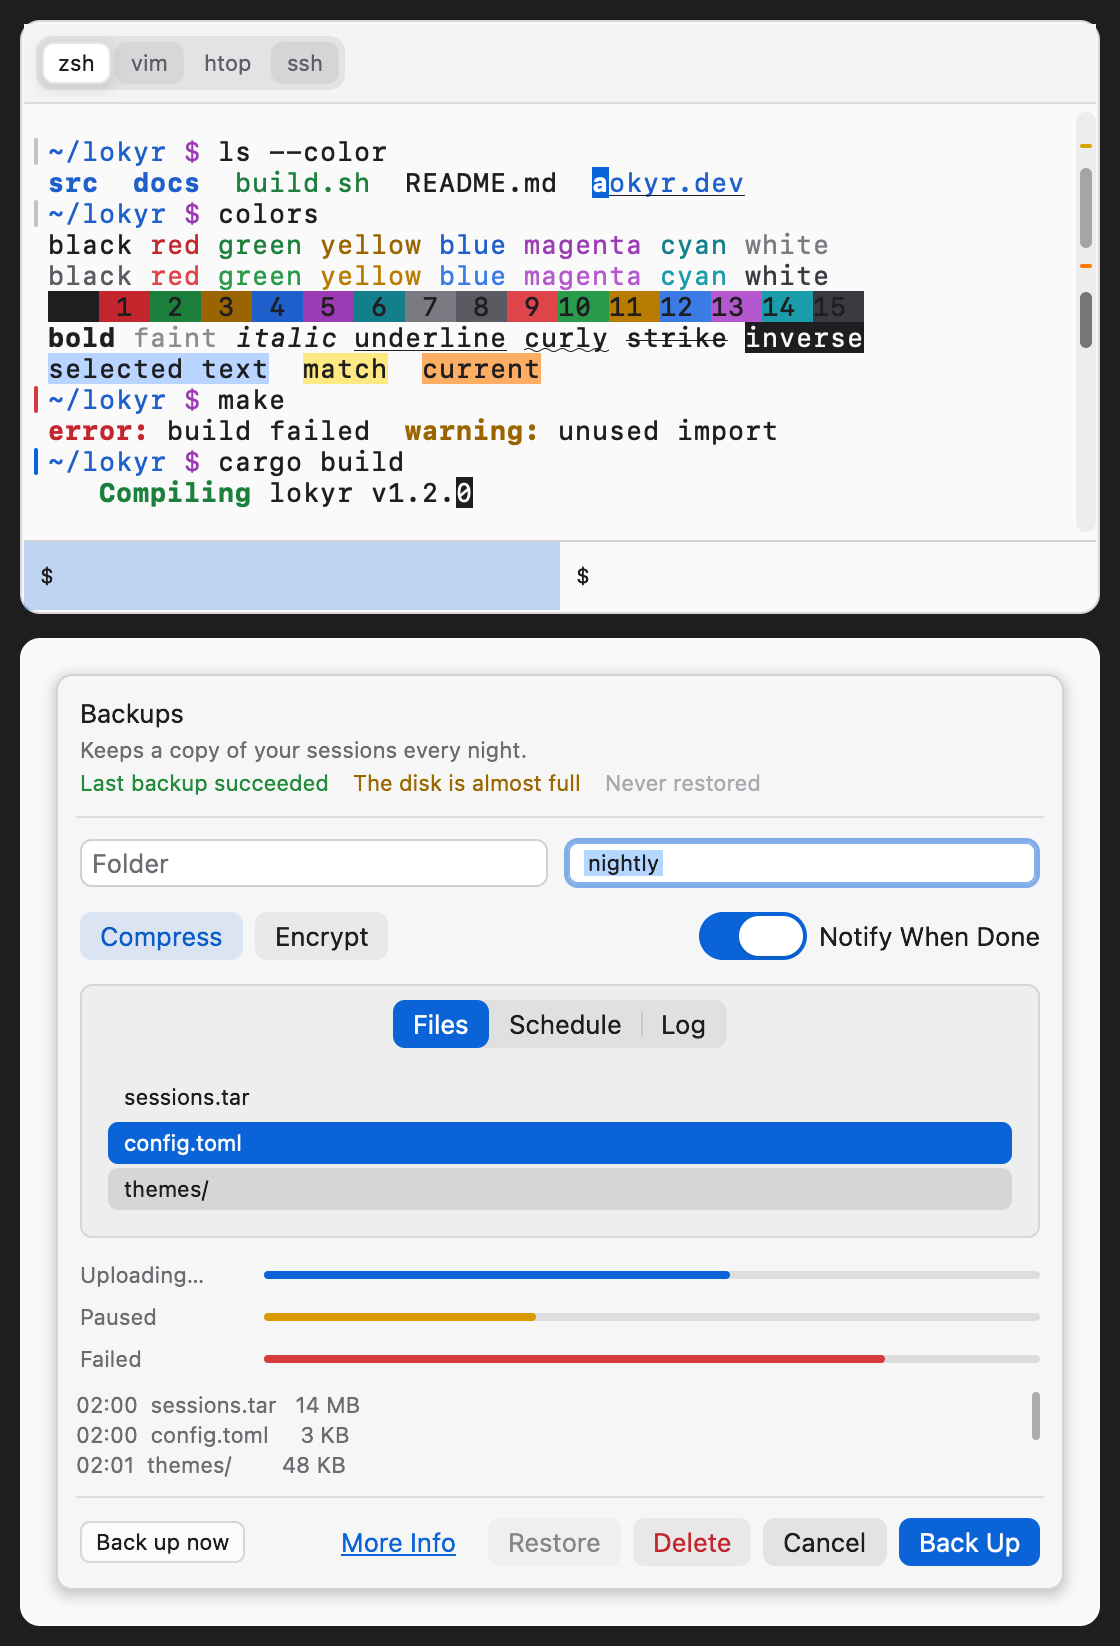 zsh vim htop ssh
~/lokyr $ ls --color
src docs build.sh README.md aokyr.dev
~/lokyr $ colors
black red green yellow blue magenta cyan white
black red green yellow blue magenta cyan white
1 2 3 4 5 6 7 8 9 10 11 12 13 14 15
bold faint italic underline curly strike inverse
selected text match current
~/lokyr $ make
error: build failed warning: unused import
~/lokyr $ cargo build
Compiling lokyr v1.2.0
$ $
Backups
Keeps a copy of your sessions every night.
Last backup succeeded The disk is almost full Never restored
Folder nightly
Compress Encrypt Notify When Done
Files Schedule Log
sessions.tar
config.toml
themes/
Uploading...
Paused
Failed
02:00 sessions.tar 14 MB
02:00 config.toml 3 KB
02:01 themes/ 48 KB
Back up now More Info Restore Delete Cancel Back Up